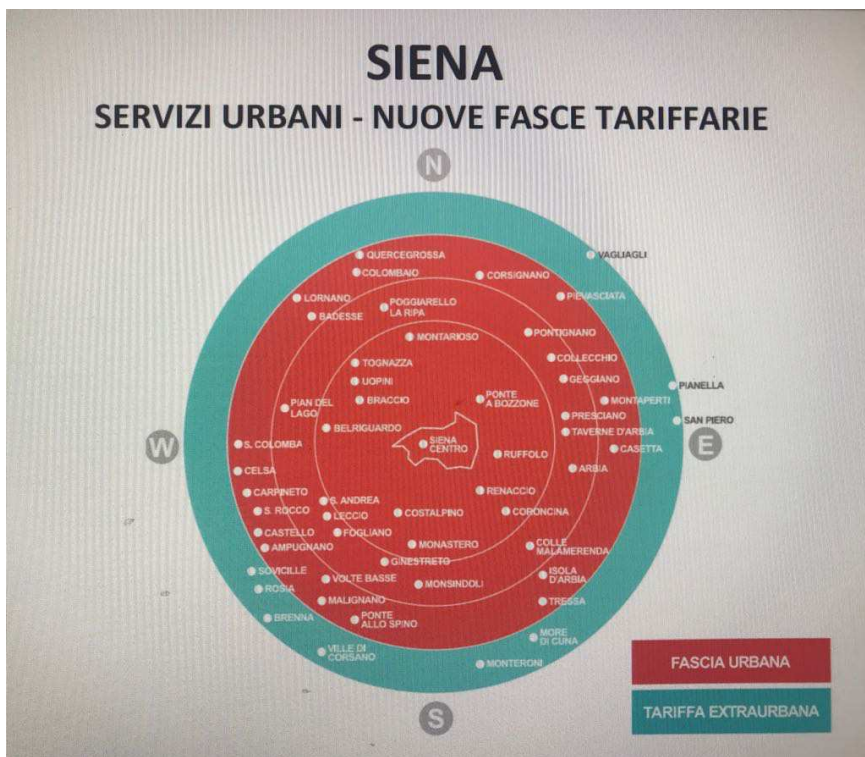 SIENA
SERVIZI URBANI - NUOVE FASCE TARIFFARIE
N
QUERCEGROSSA
VAGLIAGLI
COLOMBAIO
CORSIGNANO
LORNANO
PIEVASCIATA
POGGIARELLO
LA RIPA
BADESSE
PONTIGNANO
MONTARIOSO
COLLECCHIO
TOGNAZZA
GEGGIANO
UOPINI
PIANELLA
BRACCIO
PONTE
A BOZZONE
MONTAPERTI
PIAN DEL
LAGO
PRESCIANO
SAN PIERO
BELRIGUARDO
TAVERNE D'ARBIA
W
S. COLOMBA
SIENA
CENTRO
CASETTA
E
RUFFOLO
CELSA
ARBIA
CARPINETO
RENACCIO
S. ANDREA
S. ROCCO
LECCIO
COSTALPINO
CORONCINA
CASTELLO
FOGLIANO
AMPUGNANO
MONASTERO
COLLE
MALAMERENDA
GINESTRETO
SOVICILLE
VOLTE BASSE
MONSINDOLI
ISOLA
D'ARBIA
ROSIA
MALIGNANO
TRESSA
BRENNA
PONTE
ALLO SPINO
MORE
DI CUNA
VILLE DI
CORSANO
MONTERONI
FASCIA URBANA
TARIFFA EXTRAURBANA
S